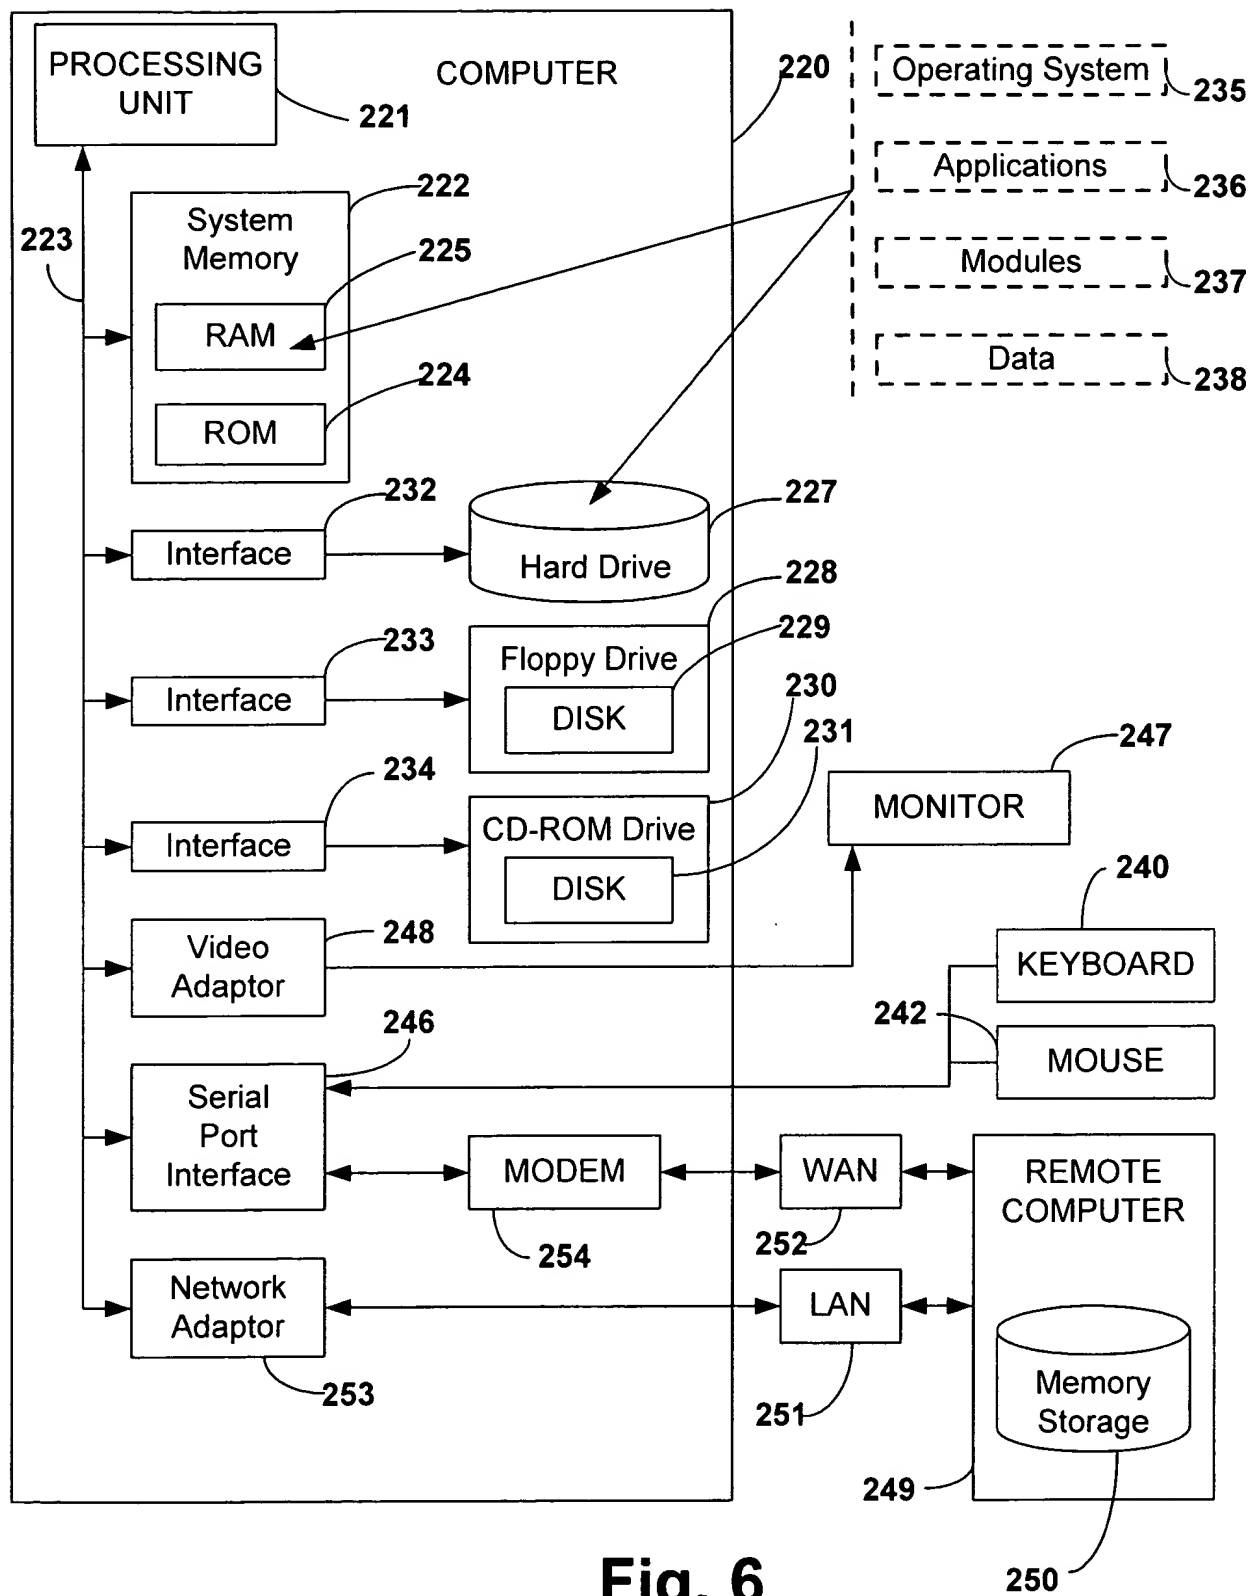 PROCESSING
UNIT
221
COMPUTER
220
Operating System
235
Applications
236
Modules
237
Data
238
222
System
Memory
223
225
RAM
224
ROM
232
Interface
227
Hard Drive
228
233
Interface
Floppy Drive
229
DISK
230
231
234
Interface
CD-ROM Drive
DISK
247
MONITOR
240
KEYBOARD
248
Video
Adaptor
242
MOUSE
246
Serial
Port
Interface
MODEM
254
WAN
252
REMOTE
COMPUTER
Network
Adaptor
253
LAN
251
Memory
Storage
249
250
Fig. 6